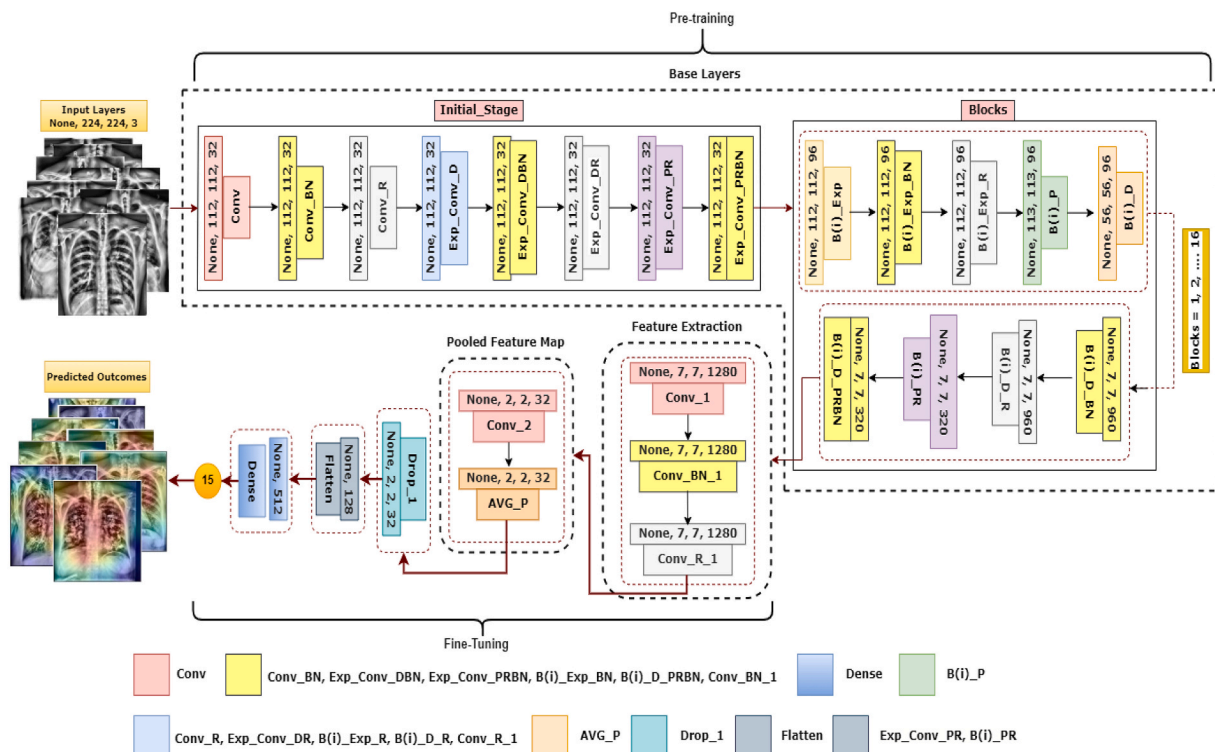 Pre-training
Base Layers
Input Layers
None, 224, 224, 3
Initial_Stage
Blocks
None, 112, 112, 32
Conv
None, 112, 112, 32
Conv_BN
None, 112, 112, 32
Conv_R
None, 112, 112, 32
Exp_Conv_D
None, 112, 112, 32
Exp_Conv_DBN
None, 112, 112, 32
Exp_Conv_DR
None, 112, 112, 32
Exp_Conv_PR
None, 112, 112, 32
Exp_Conv_PRBN
None, 112, 112, 96
B(i)_Exp
None, 112, 112, 96
B(i)_Exp_BN
None, 112, 112, 96
B(i)_Exp_R
None, 113, 113, 96
B(i)_P
None, 56, 56, 96
B(i)_D
Blocks = 1, 2, .... 16
None, 7, 7, 960
B(i)_D_BN
None, 7, 7, 960
B(i)_D_R
None, 7, 7, 320
B(i)_PR
None, 7, 7, 320
B(i)_D_PRBN
Feature Extraction
None, 7, 7, 1280
Conv_1
None, 7, 7, 1280
Conv_BN_1
None, 7, 7, 1280
Conv_R_1
Pooled Feature Map
None, 2, 2, 32
Conv_2
None, 2, 2, 32
AVG_P
Drop_1
None, 2, 2, 32
None, 128
Flatten
None, 512
Dense
15
Predicted Outcomes
Fine-Tuning
Conv
Conv_BN, Exp_Conv_DBN, Exp_Conv_PRBN, B(i)_Exp_BN, B(i)_D_PRBN, Conv_BN_1
Dense
B(i)_P
Conv_R, Exp_Conv_DR, B(i)_Exp_R, B(i)_D_R, Conv_R_1
AVG_P
Drop_1
Flatten
Exp_Conv_PR, B(i)_PR